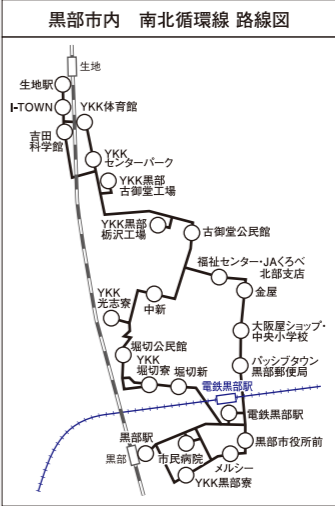 黒部市内　南北循環線 路線図
生地
生地駅
I-TOWN
YKK体育館
吉田
科学館
YKK
センターパーク
YKK黒部
古御堂工場
YKK黒部
栃沢工場
古御堂公民館
福祉センター・JAくろべ
北部支店
金屋
YKK
光志寮
中新
大阪屋ショップ・
中央小学校
堀切公民館
YKK
堀切寮
堀切新
パッシブタウン
黒部郵便局
電鉄黒部駅
電鉄黒部駅
黒部駅
黒部
市民病院
黒部市役所前
メルシー
YKK黒部寮